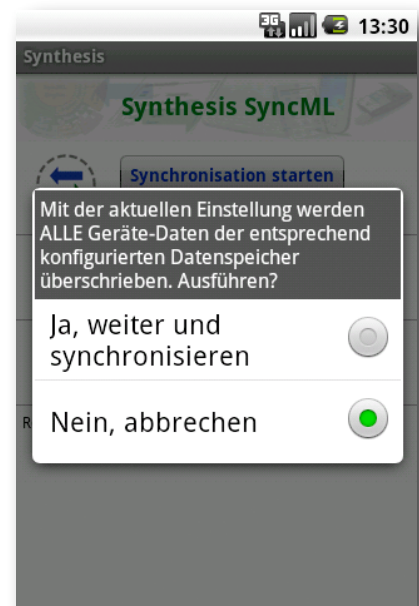 3G 13:30
Synthesis
Synthesis SyncML
Synchronisation starten
Mit der aktuellen Einstellung werden
ALLE Geräte-Daten der entsprechend
konfigurierten Datenspeicher
überschrieben. Ausführen?
Ja, weiter und
synchronisieren
Nein, abbrechen